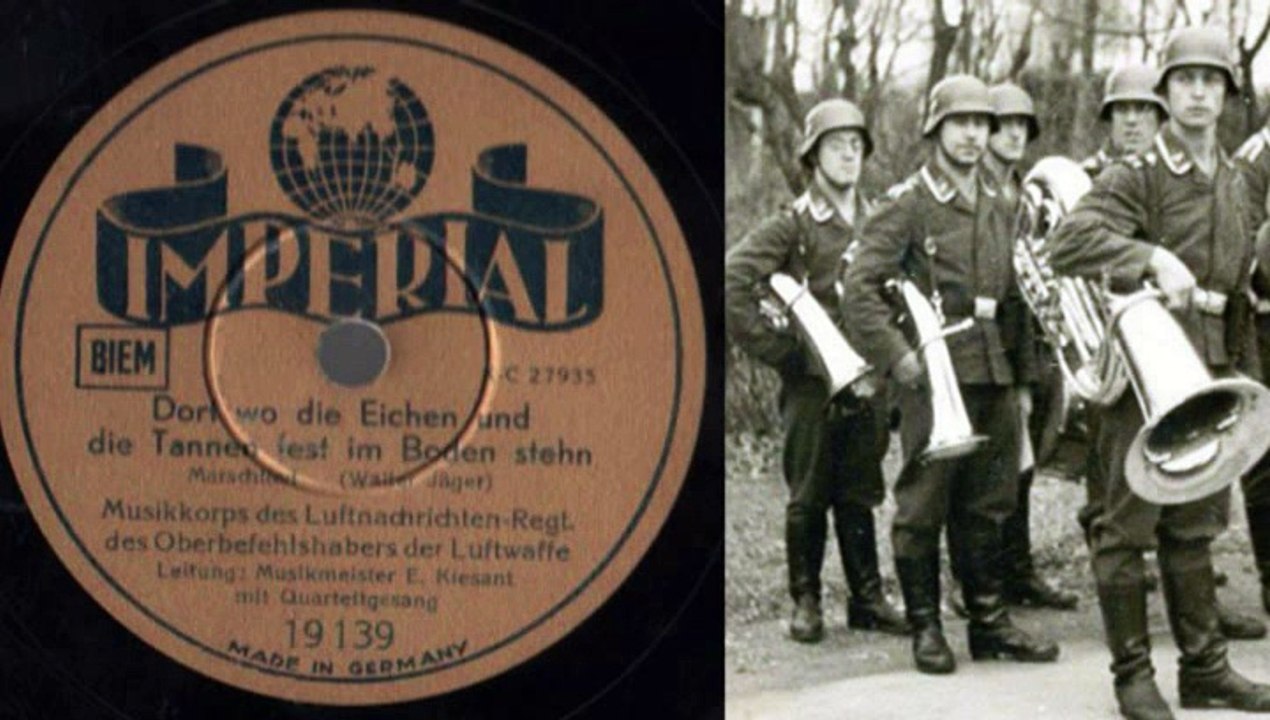 IMPERIAL
BIEM
C 27935
Dort wo die Eichen und
die Tannen fest im Boden stehn
Marschlied (Walter Jäger)
Musikkorps des Luftnachrichten-Regt.
des Oberbefehlshabers der Luftwaffe
Leitung: Musikmeister E. Kiesant
mit Quartettgesang
19139
MADE IN GERMANY